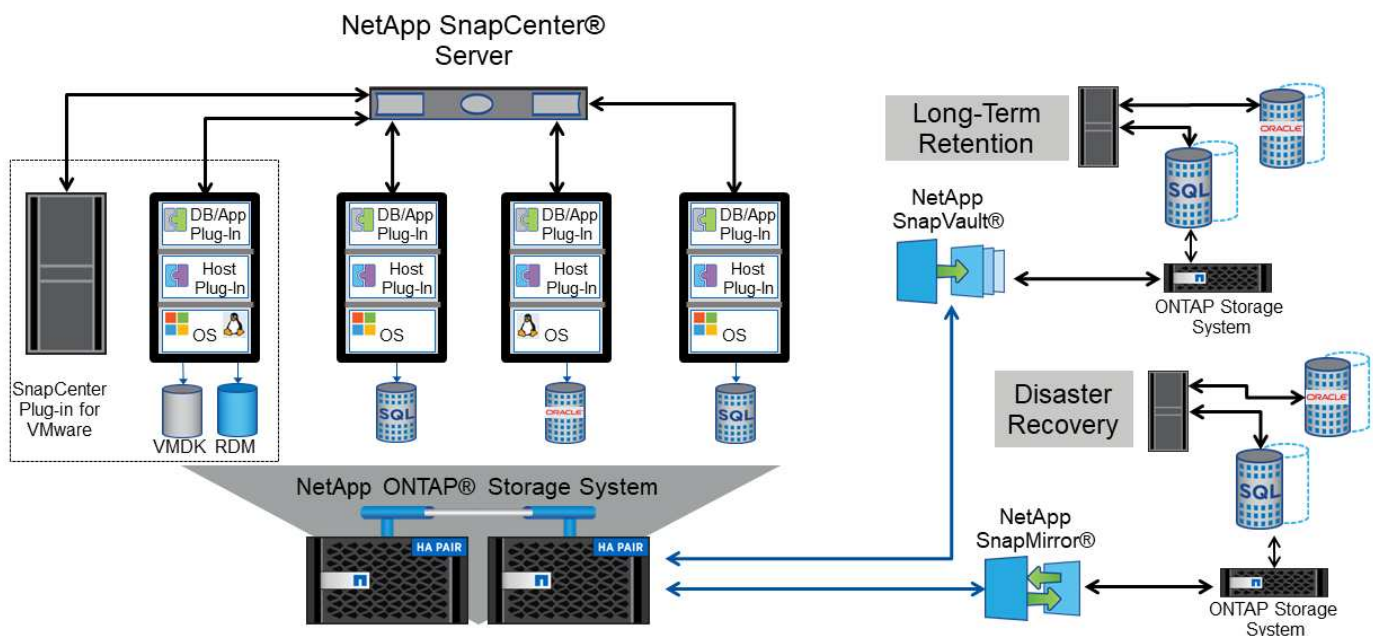 NetApp SnapCenter®
Server
DB/App
Plug-In
Host
Plug-In
OS
DB/App
Plug-In
Host
Plug-In
OS
DB/App
Plug-In
Host
Plug-In
OS
DB/App
Plug-In
Host
Plug-In
OS
SnapCenter
Plug-in for
VMware
VMDK
RDM
SQL
ORACLE
SQL
NetApp ONTAP® Storage System
HA PAIR
HA PAIR
Long-Term
Retention
ORACLE
SQL
NetApp
SnapVault®
ONTAP Storage
System
Disaster
Recovery
ORACLE
SQL
NetApp
SnapMirror®
ONTAP Storage
System